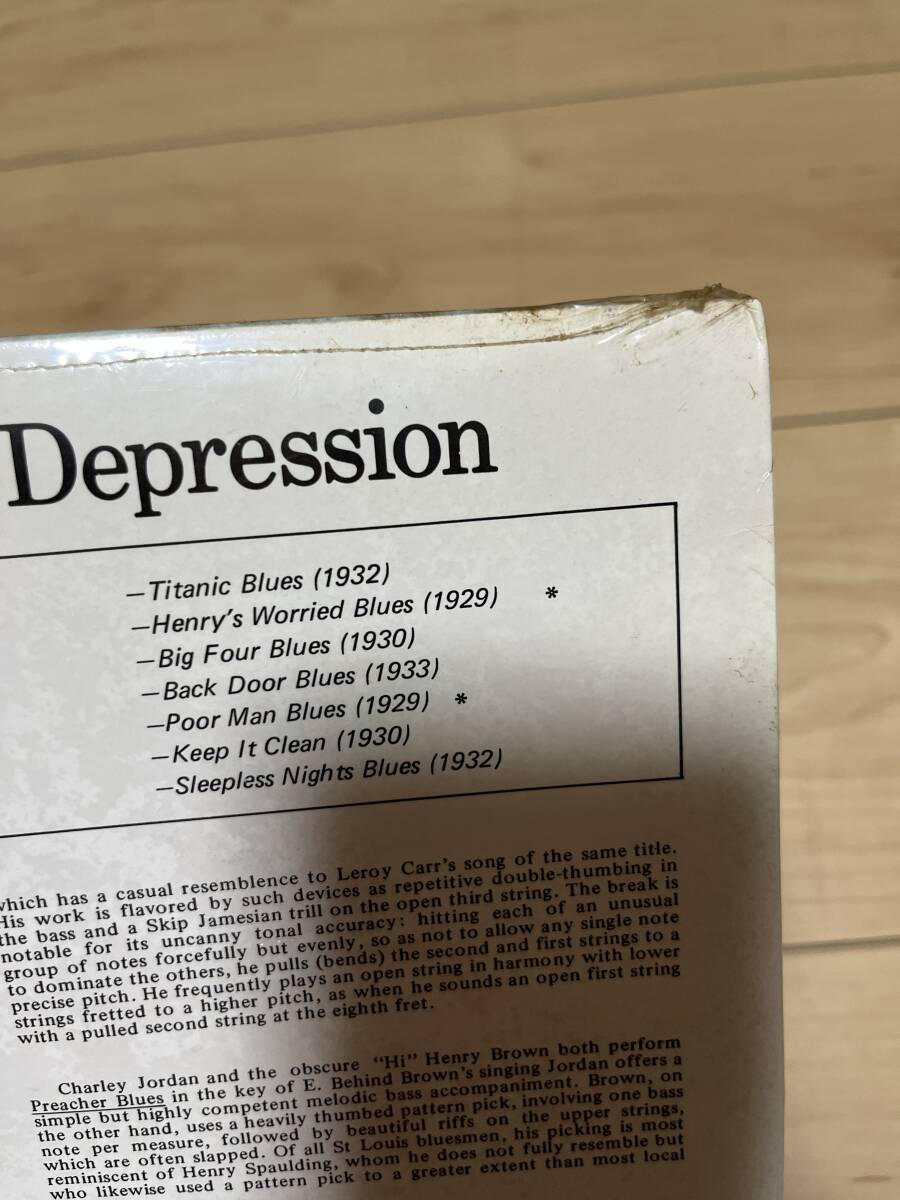 Depression
—Titanic Blues (1932)
—Henry's Worried Blues (1929) *
—Big Four Blues (1930)
—Back Door Blues (1933)
—Poor Man Blues (1929) *
—Keep It Clean (1930)
—Sleepless Nights Blues (1932)
which has a casual resemblence to Leroy Carr's song of the same title.
His work is flavored by such devices as repetitive double-thumbing in
the bass and a Skip Jamesian trill on the open third string. The break is
notable for its uncanny tonal accuracy: hitting each of an unusual
group of notes forcefully but evenly, so as not to allow any single note
to dominate the others, he pulls (bends) the second and first strings to a
precise pitch. He frequently plays an open string in harmony with lower
strings fretted to a higher pitch, as when he sounds an open first string
with a pulled second string at the eighth fret.
Charley Jordan and the obscure "Hi" Henry Brown both perform
Preacher Blues in the key of E. Behind Brown's singing Jordan offers a
simple but highly competent melodic bass accompaniment. Brown, on
the other hand, uses a heavily thumbed pattern pick, involving one bass
note per measure, followed by beautiful riffs on the upper strings,
which are often slapped. Of all St Louis bluesmen, his picking is most
reminiscent of Henry Spaulding, whom he does not fully resemble but
who likewise used a pattern pick to a greater extent than most local